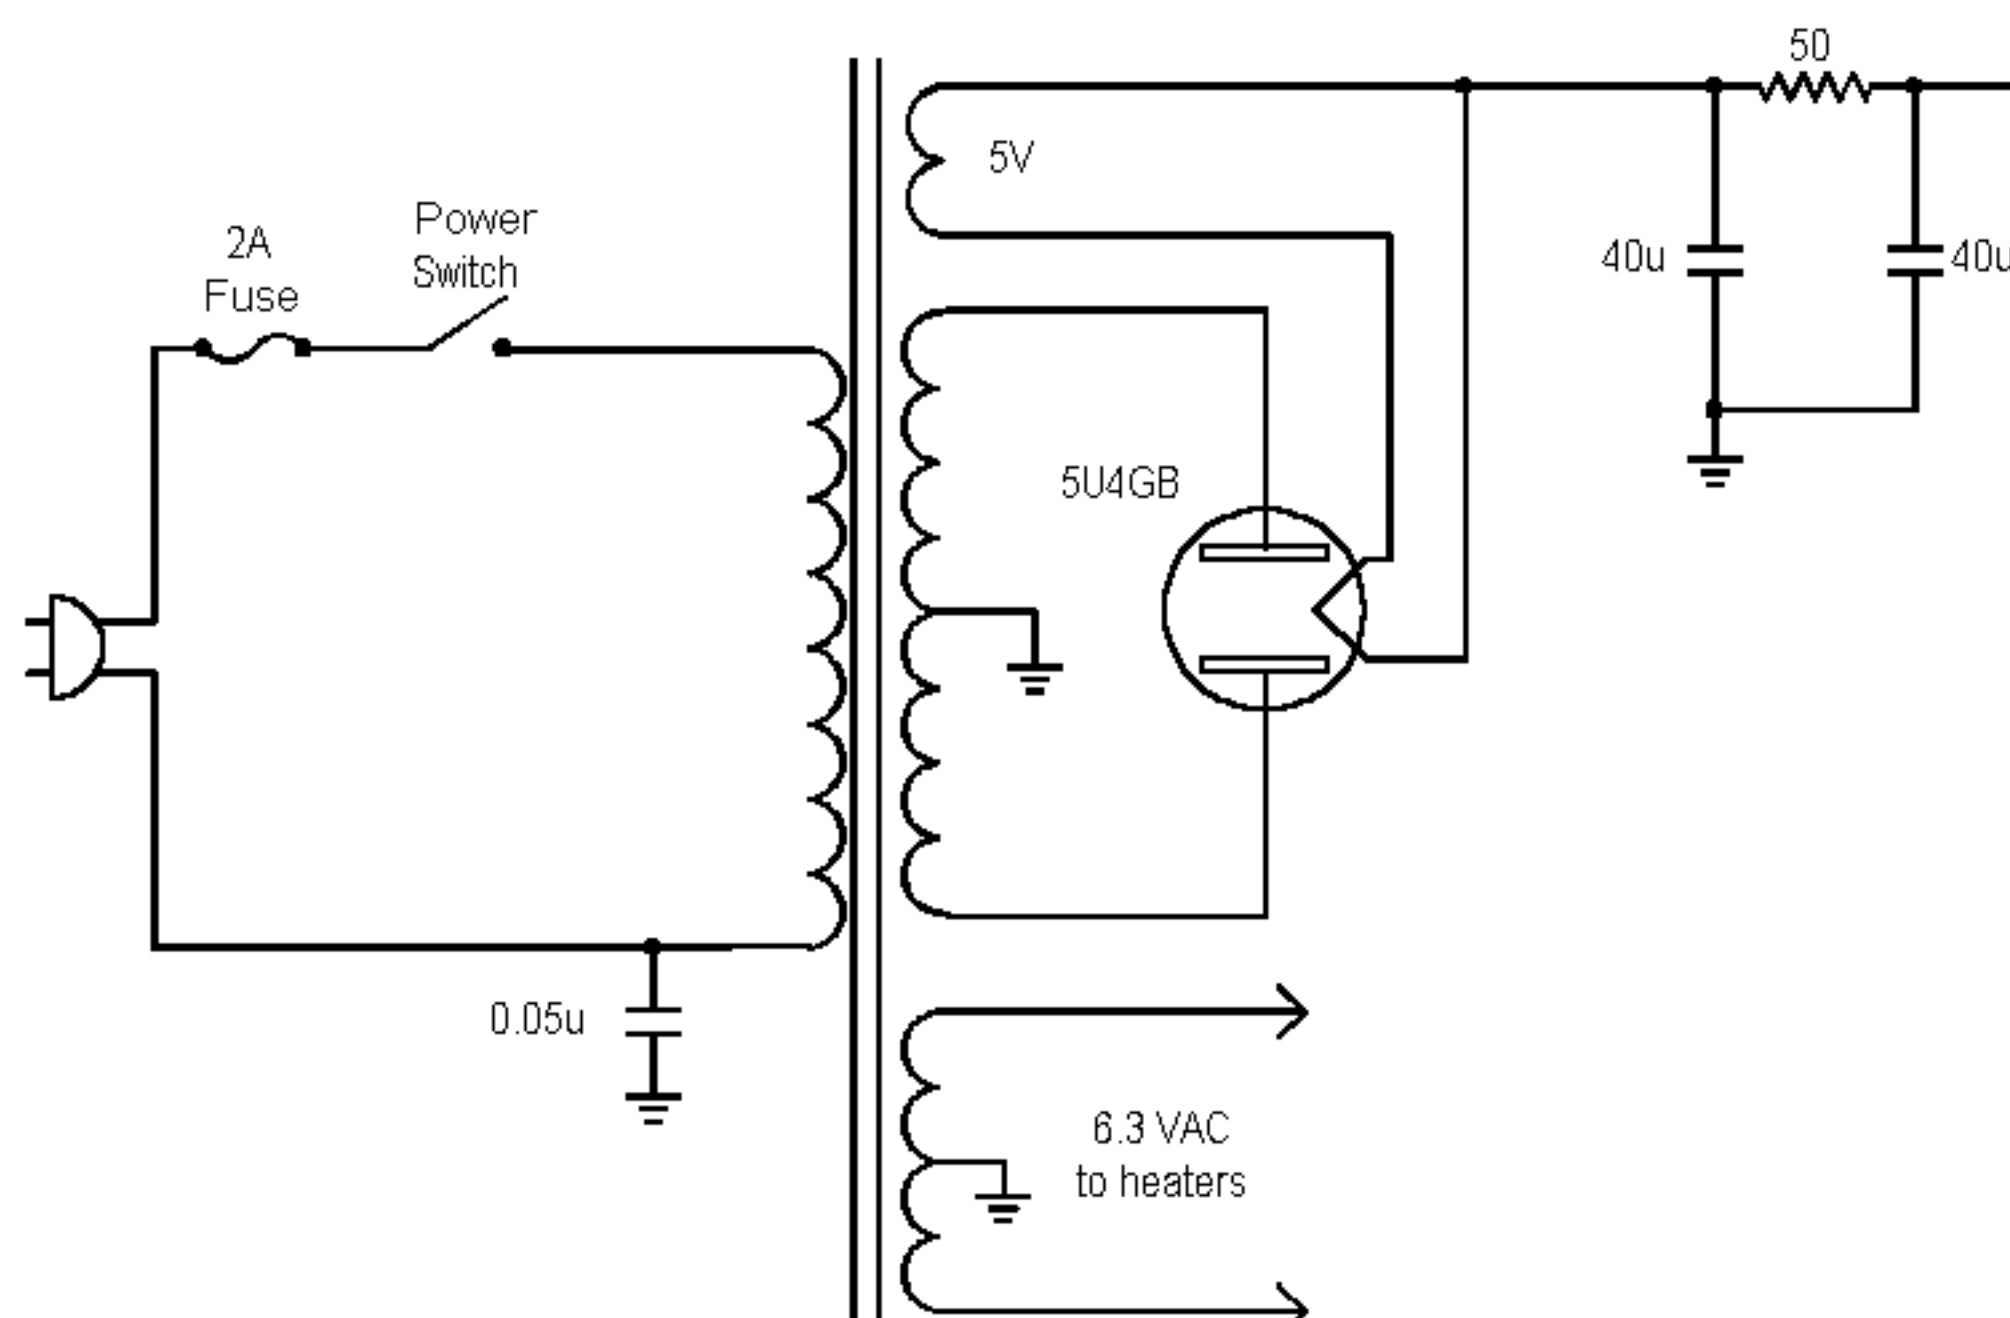 50
5V
Power
Switch
2A
Fuse
40u
40u
5U4GB
0.05u
6.3 VAC
to heaters